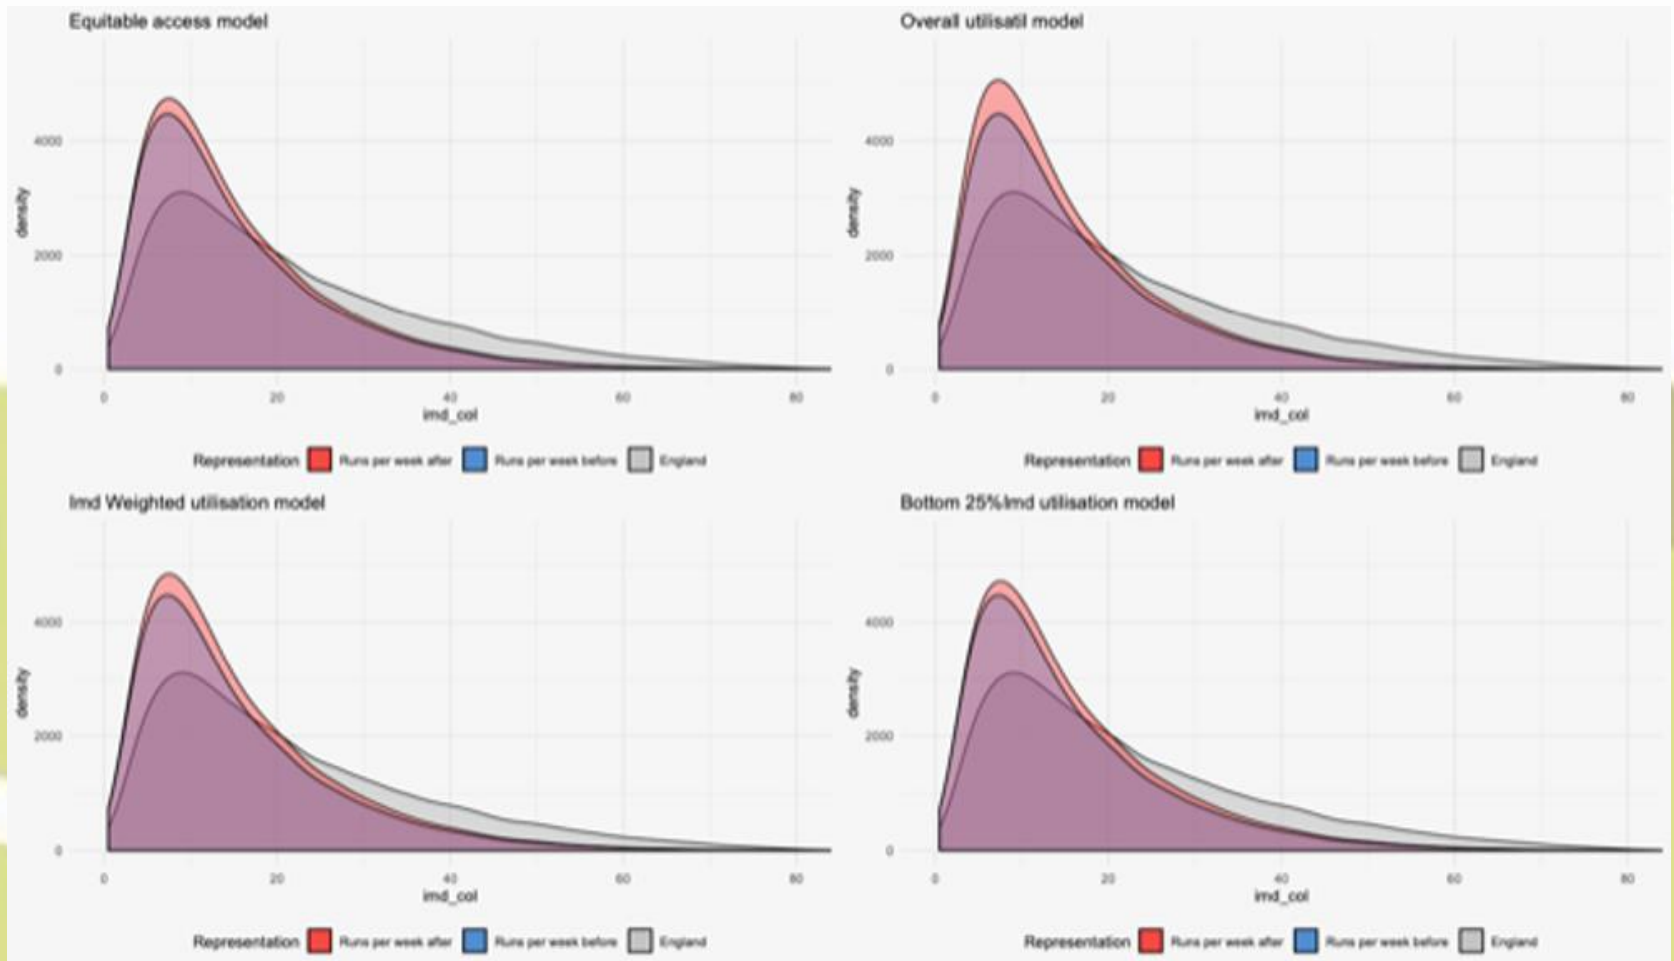 Equitable access model
density
4000
2000
0
0 20 40 60 80
imd_col
Representation Runs per week after Runs per week before England
Overall utilisatil model
density
4000
2000
0
0 20 40 60 80
imd_col
Representation Runs per week after Runs per week before England
Imd Weighted utilisation model
density
4000
2000
0
0 20 40 60 80
imd_col
Representation Runs per week after Runs per week before England
Bottom 25%Imd utilisation model
density
4000
2000
0
0 20 40 60 80
imd_col
Representation Runs per week after Runs per week before England